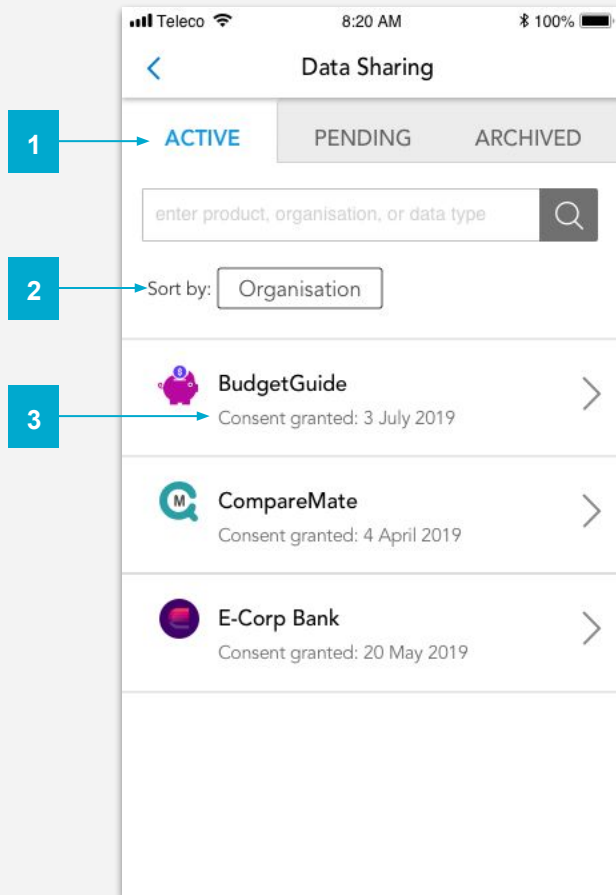 Teleco 8:20 AM 100%
Data Sharing
1
ACTIVE PENDING ARCHIVED
enter product, organisation, or data type
2
Sort by: Organisation
$
BudgetGuide
3
Consent granted: 3 July 2019
M
CompareMate
Consent granted: 4 April 2019
E-Corp Bank
Consent granted: 20 May 2019